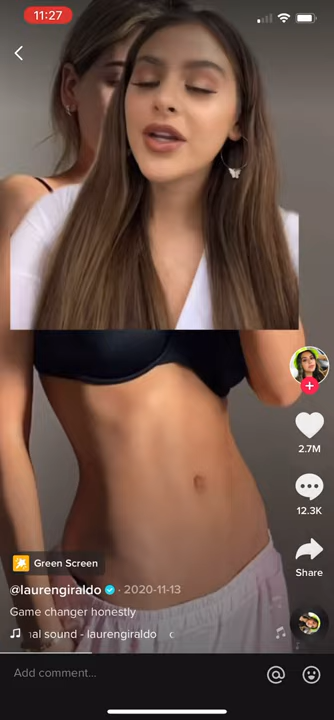 11:27
2.7M
12.3K
Share
Green Screen
@laurengiraldo · 2020-11-13
Game changer honestly
nal sound - laurengiraldo c
Add comment...